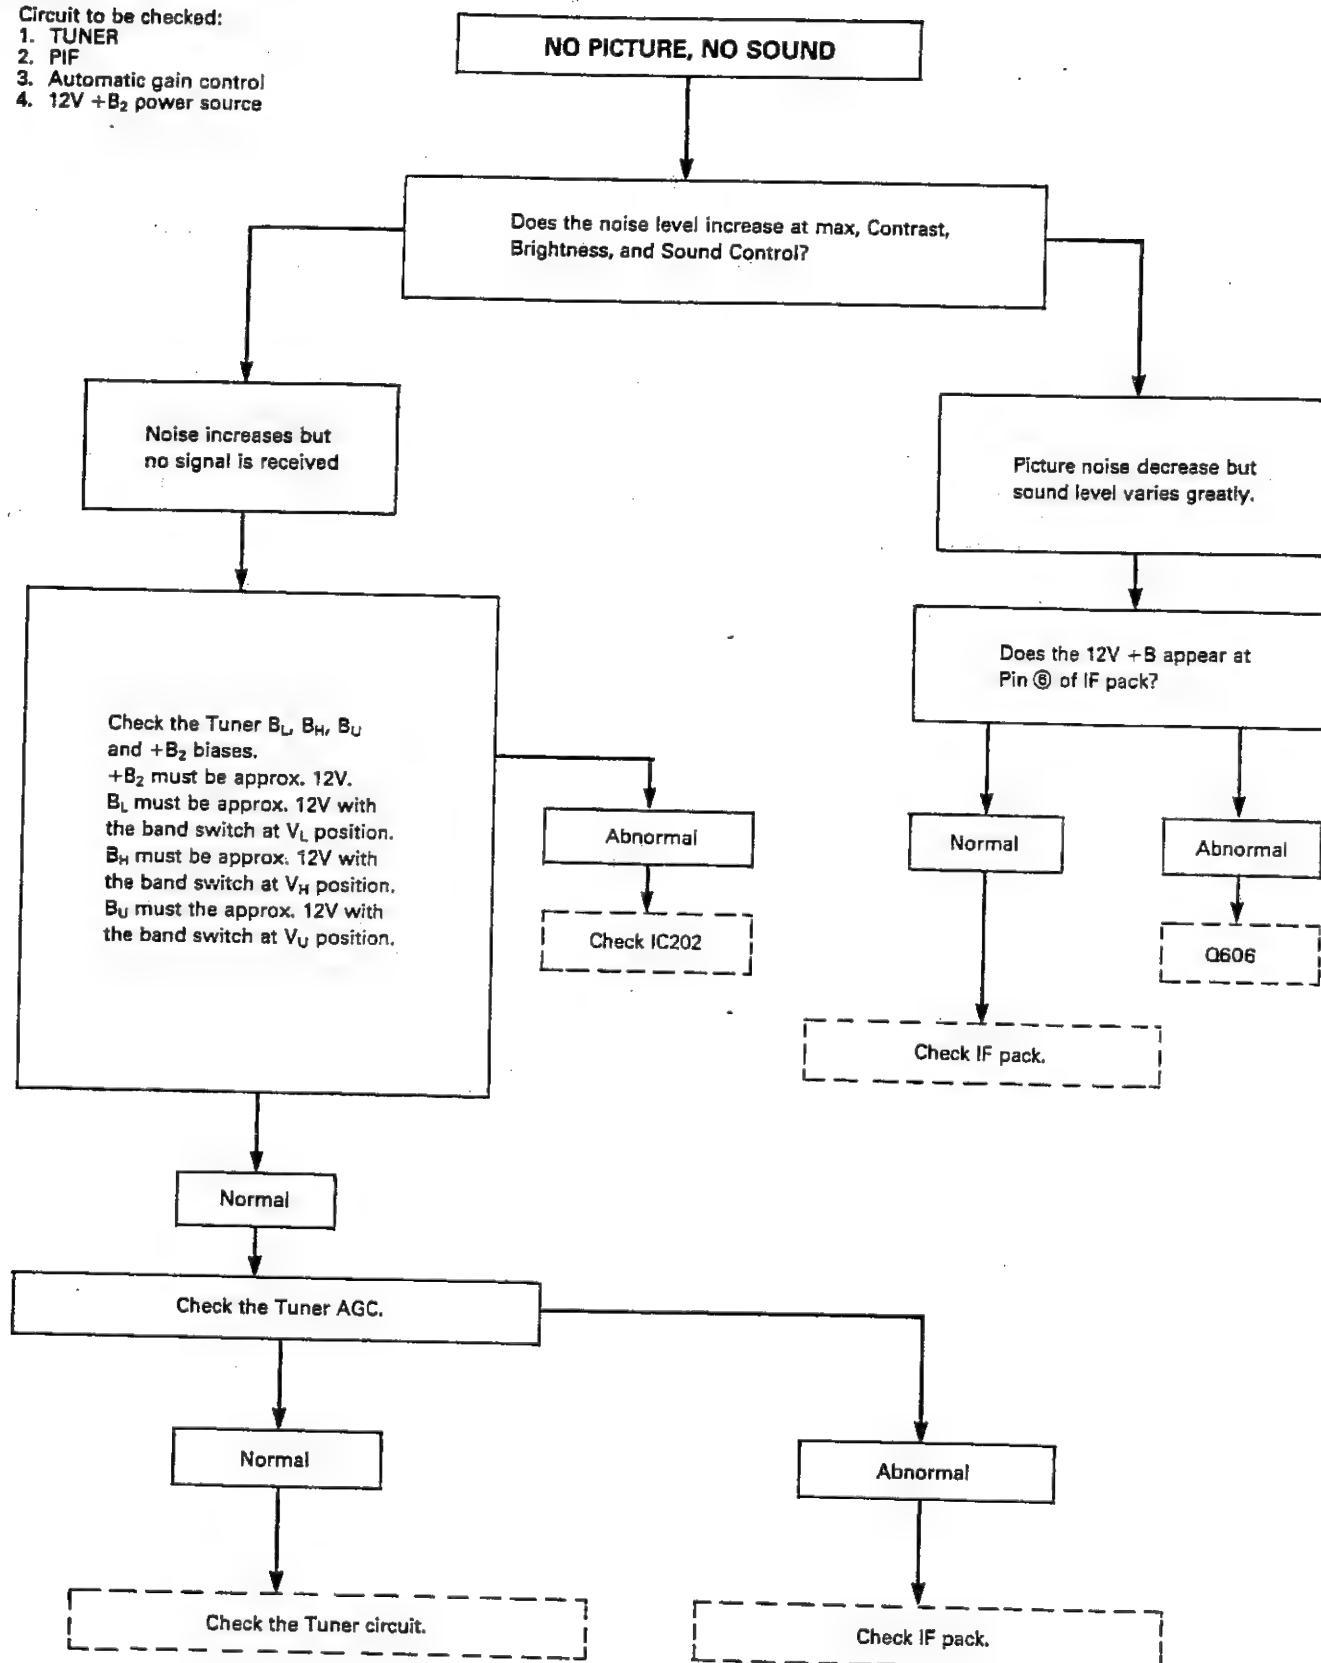 Circuit to be checked:
1. TUNER
2. PIF
3. Automatic gain control
4. 12V +B₂ power source
NO PICTURE, NO SOUND
Does the noise level increase at max, Contrast,
Brightness, and Sound Control?
Noise increases but
no signal is received
Picture noise decrease but
sound level varies greatly.
Does the 12V +B appear at
Pin ⑥ of IF pack?
Check the Tuner B_L, B_H, B_U
and +B₂ biases.
+B₂ must be approx. 12V.
B_L must be approx. 12V with
the band switch at V_L position.
B_H must be approx. 12V with
the band switch at V_H position.
B_U must the approx. 12V with
the band switch at V_U position.
Abnormal
Check IC202
Normal
Abnormal
Q606
Check IF pack.
Normal
Check the Tuner AGC.
Normal
Abnormal
Check the Tuner circuit.
Check IF pack.